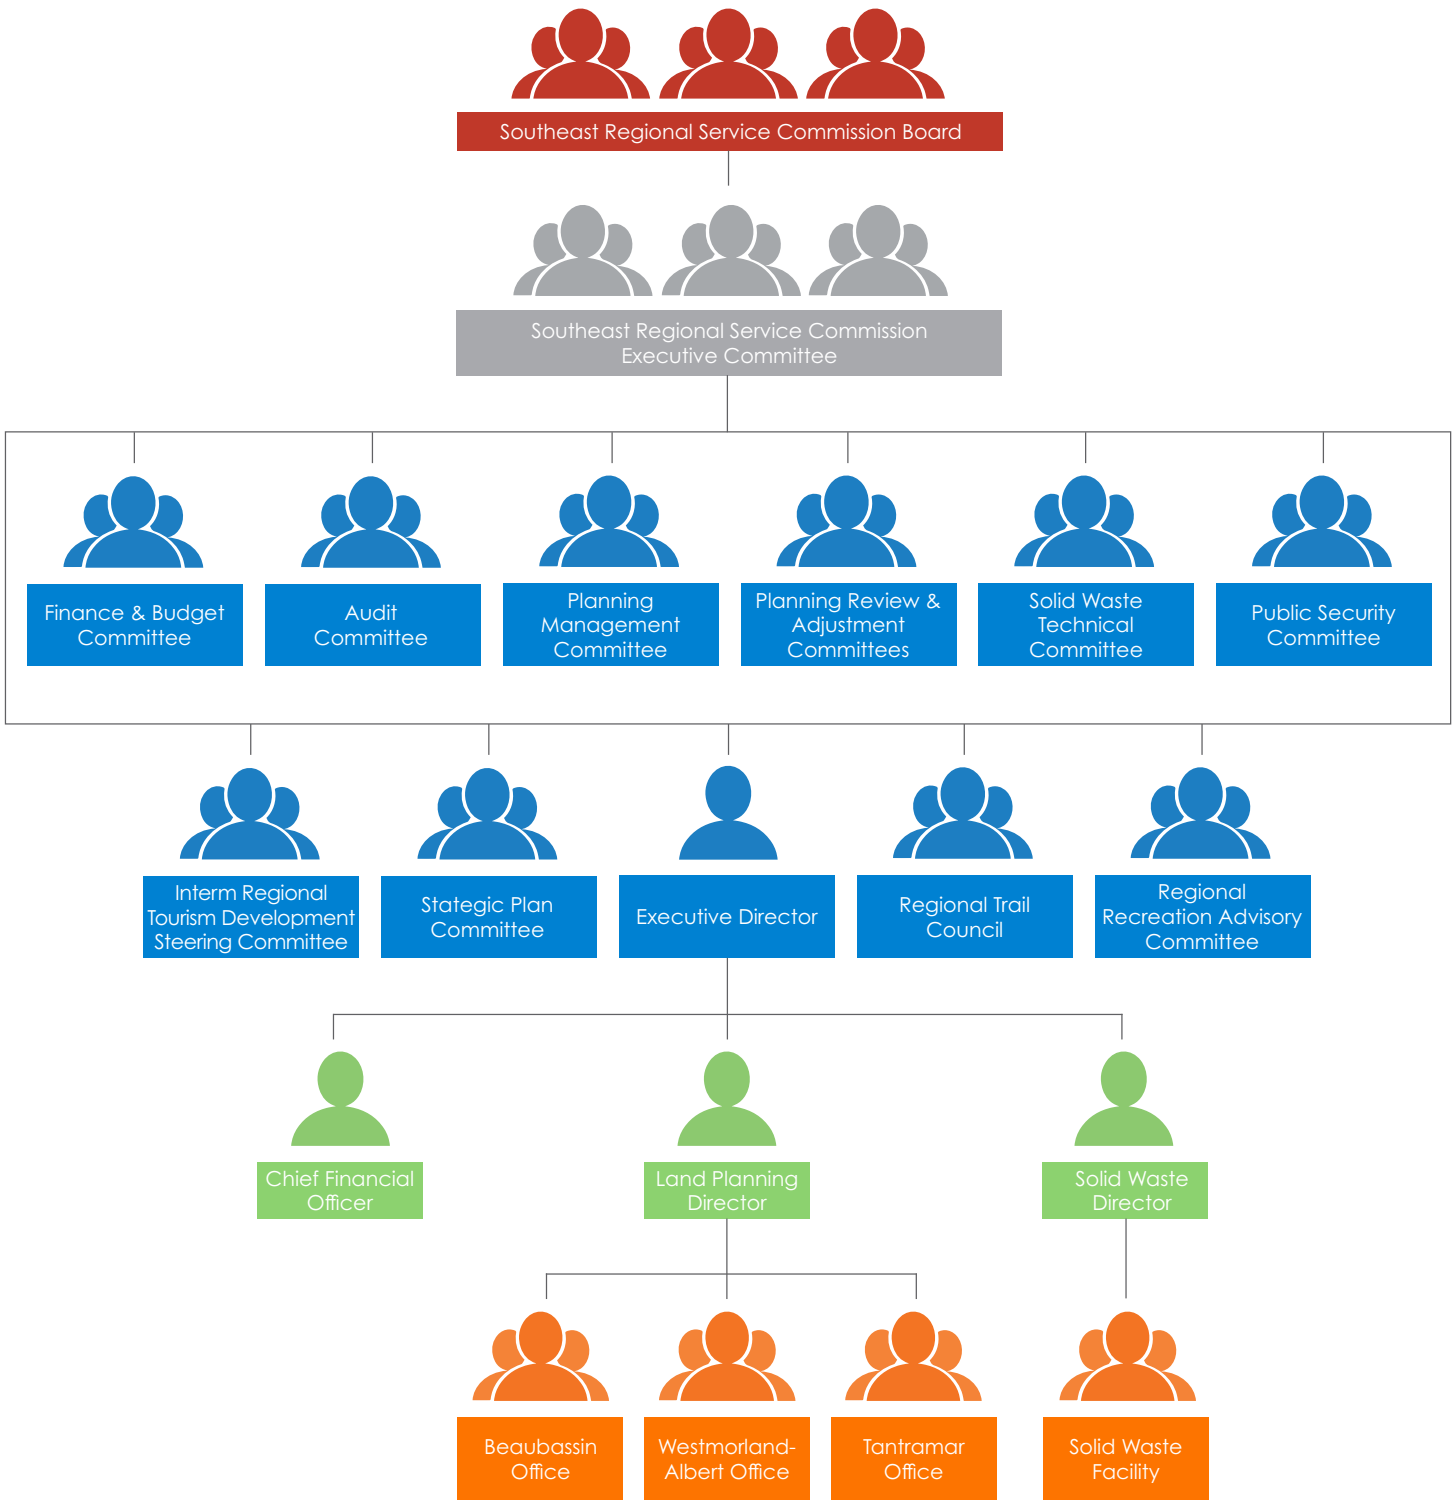 Southeast Regional Service Commission Board
Southeast Regional Service Commission
Executive Committee
Finance & Budget
Committee
Audit
Committee
Planning
Management
Committee
Planning Review &
Adjustment
Committees
Solid Waste
Technical
Committee
Public Security
Committee
Interm Regional
Tourism Development
Steering Committee
Stategic Plan
Committee
Executive Director
Regional Trail
Council
Regional
Recreation Advisory
Committee
Chief Financial
Officer
Land Planning
Director
Solid Waste
Director
Beaubassin
Office
Westmorland-
Albert Office
Tantramar
Office
Solid Waste
Facility